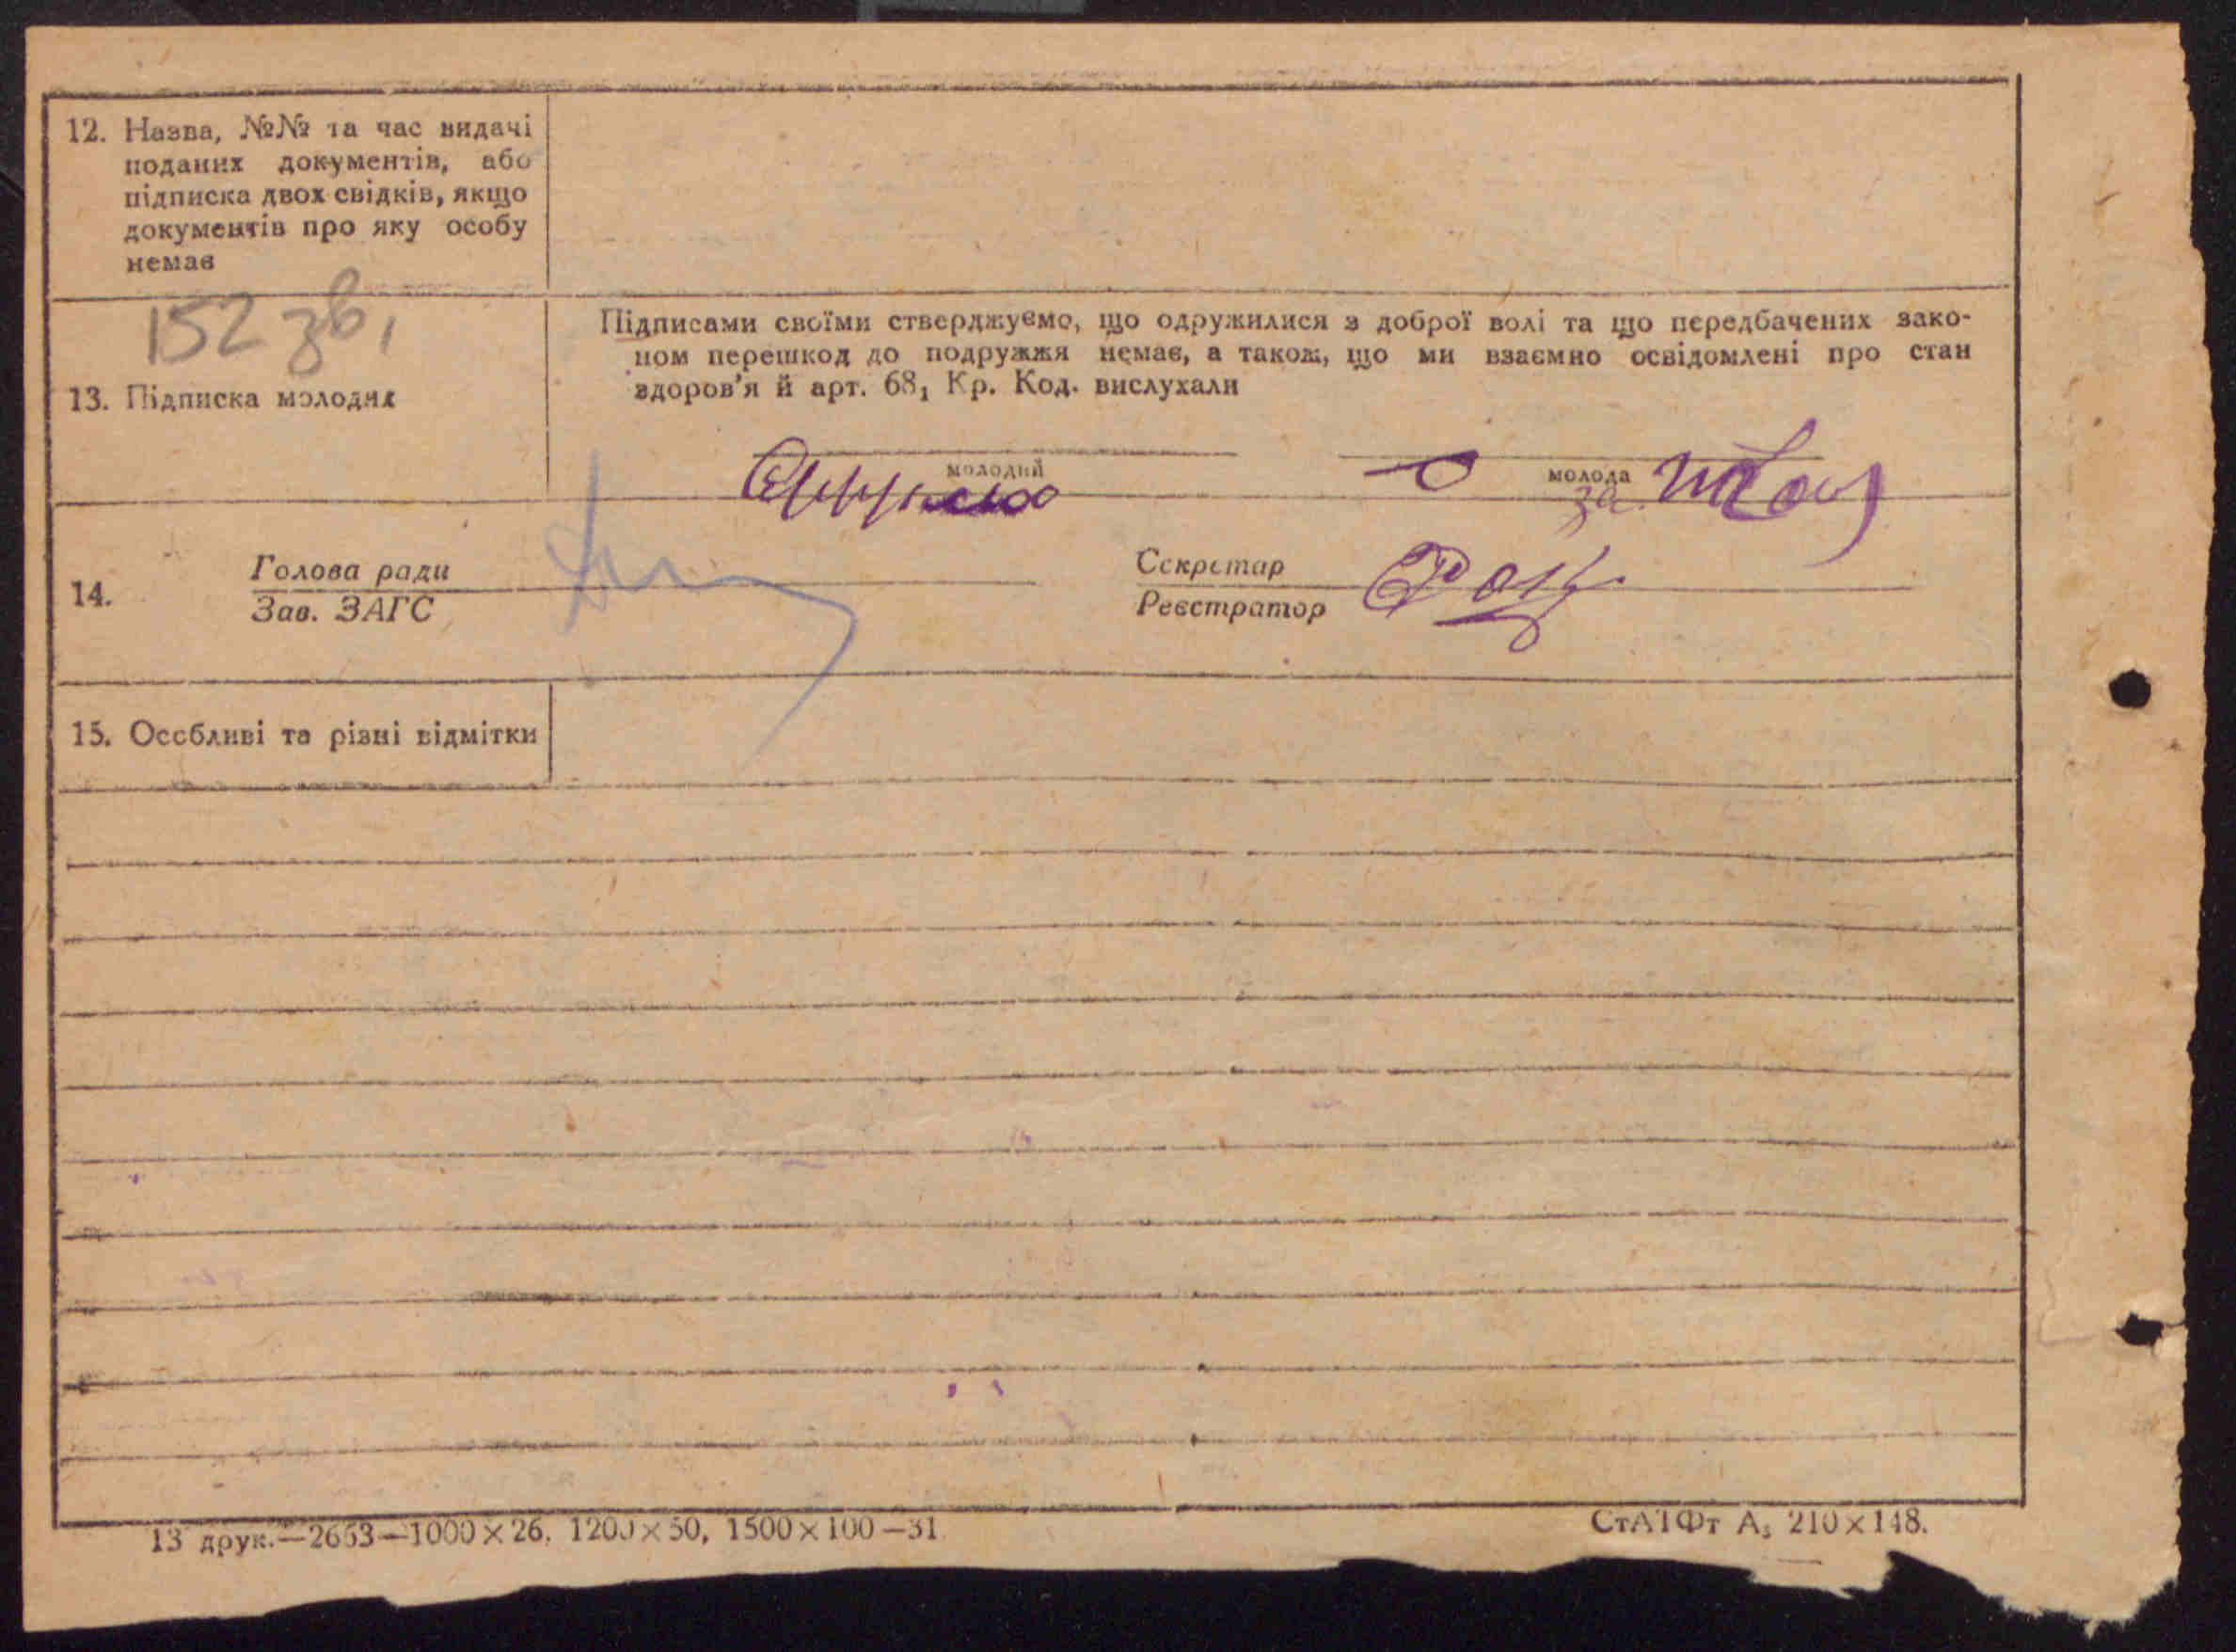 12. Назва, №№ та час видачі
поданих документів, або
підписка двох свідків, якщо
документів про яку особу
немає
152 зв,
13. Підписка молодих
Підписами своїми стверджуємо, що одружилися з доброї волі та що передбачених зако-
ном перешкод до подружжя немає, а також, що ми взаємно освідомлені про стан
здоров'я й арт. 68₁ Кр. Код. вислухали
молодий
молода
за
14.
Голова ради
Зав. ЗАГС
Секретар
Реєстратор
15. Особливі та різні відмітки
13 друк.—2653—1000×26. 1200×50, 1500×100—31
СтАТФт А₅ 210×148.